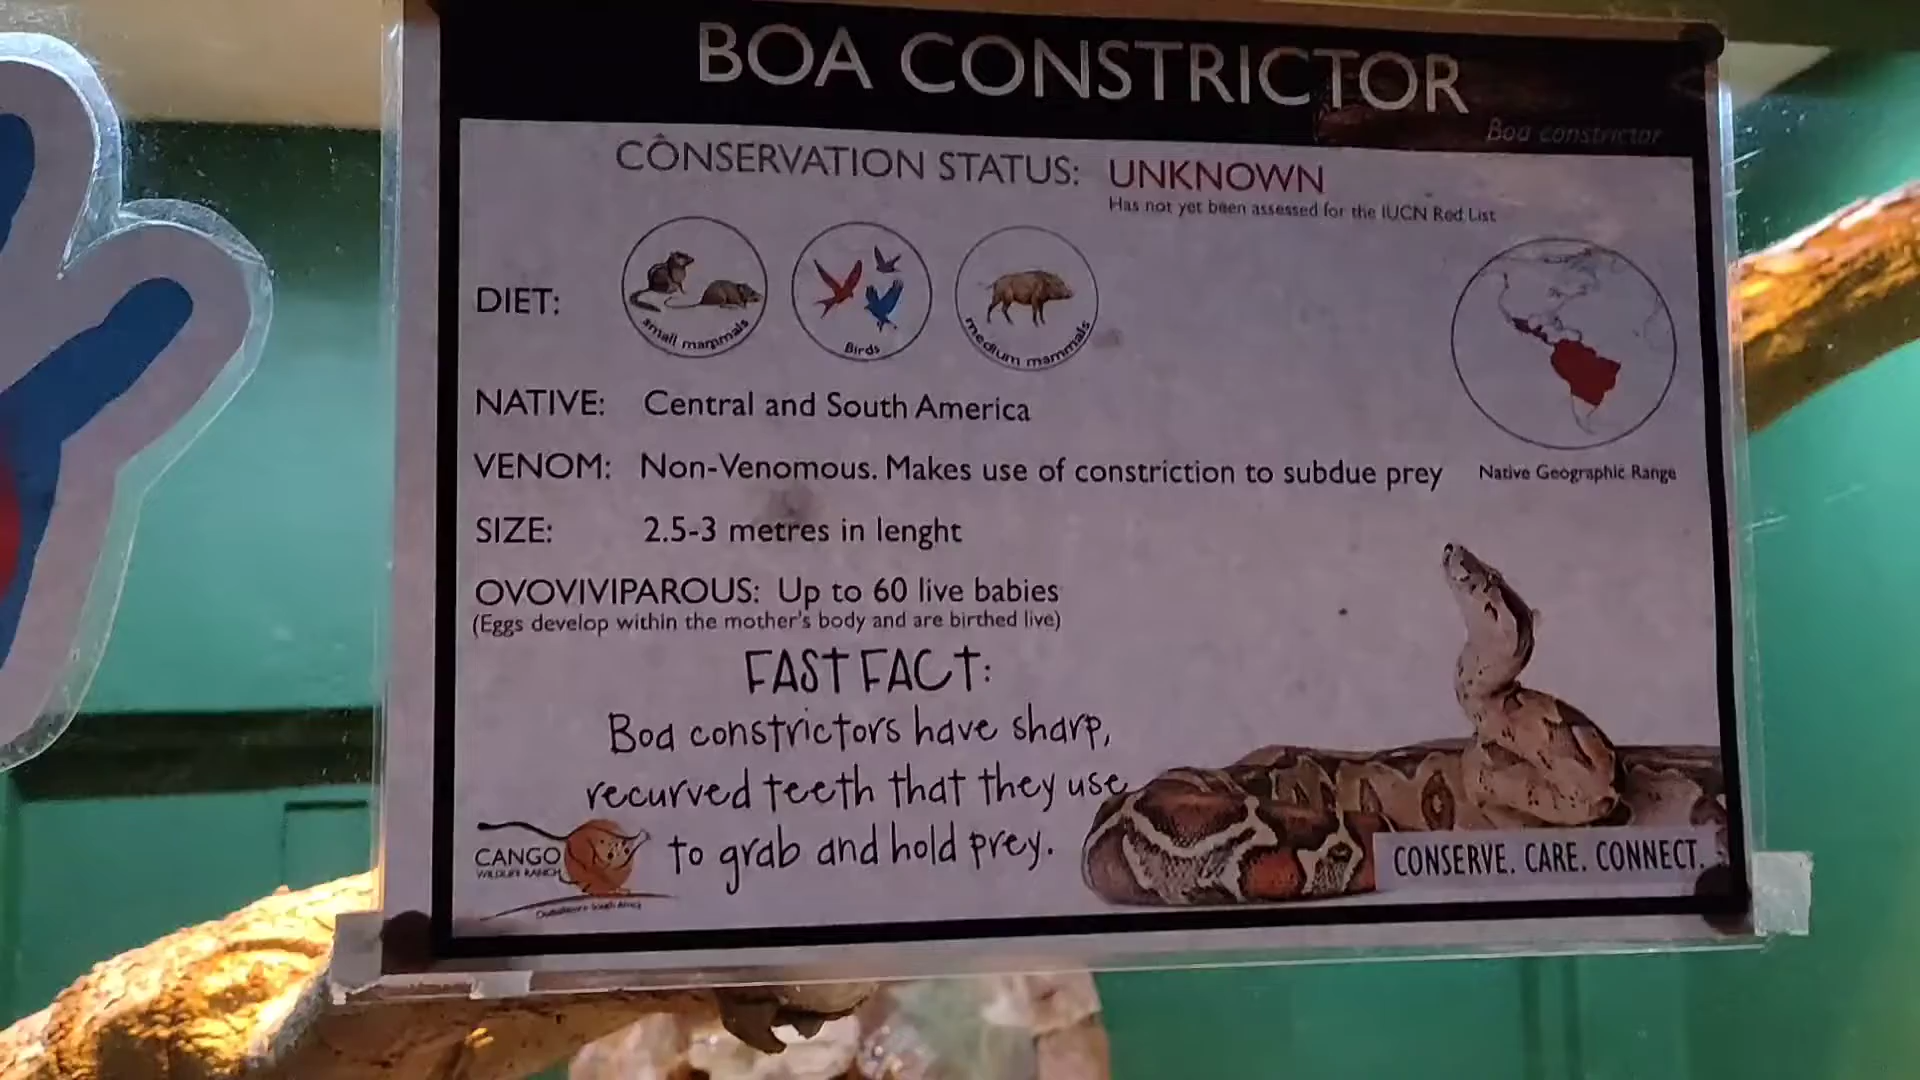 BOA CONSTRICTOR
Boa constrictor
CONSERVATION STATUS: UNKNOWN
Has not yet been assessed for the IUCN Red List
DIET:
small mammals
Birds
medium mammals
NATIVE: Central and South America
VENOM: Non-Venomous. Makes use of constriction to subdue prey
Native Geographic Range
SIZE: 2.5-3 metres in lenght
OVOVIVIPAROUS: Up to 60 live babies
(Eggs develop within the mother's body and are birthed live)
FAST FACT:
Boa constrictors have sharp,
recurved teeth that they use
to grab and hold prey.
CANGO
WILDLIFE RANCH
Oudtshoorn South Africa
CONSERVE. CARE. CONNECT.